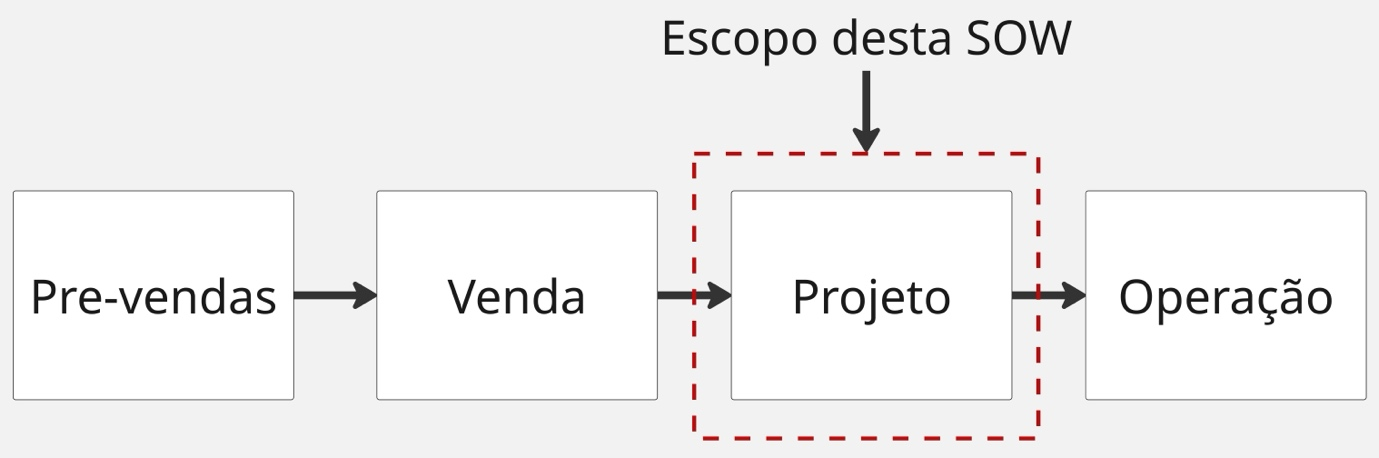 Escopo desta SOW
Pre-vendas
Venda
Projeto
Operação